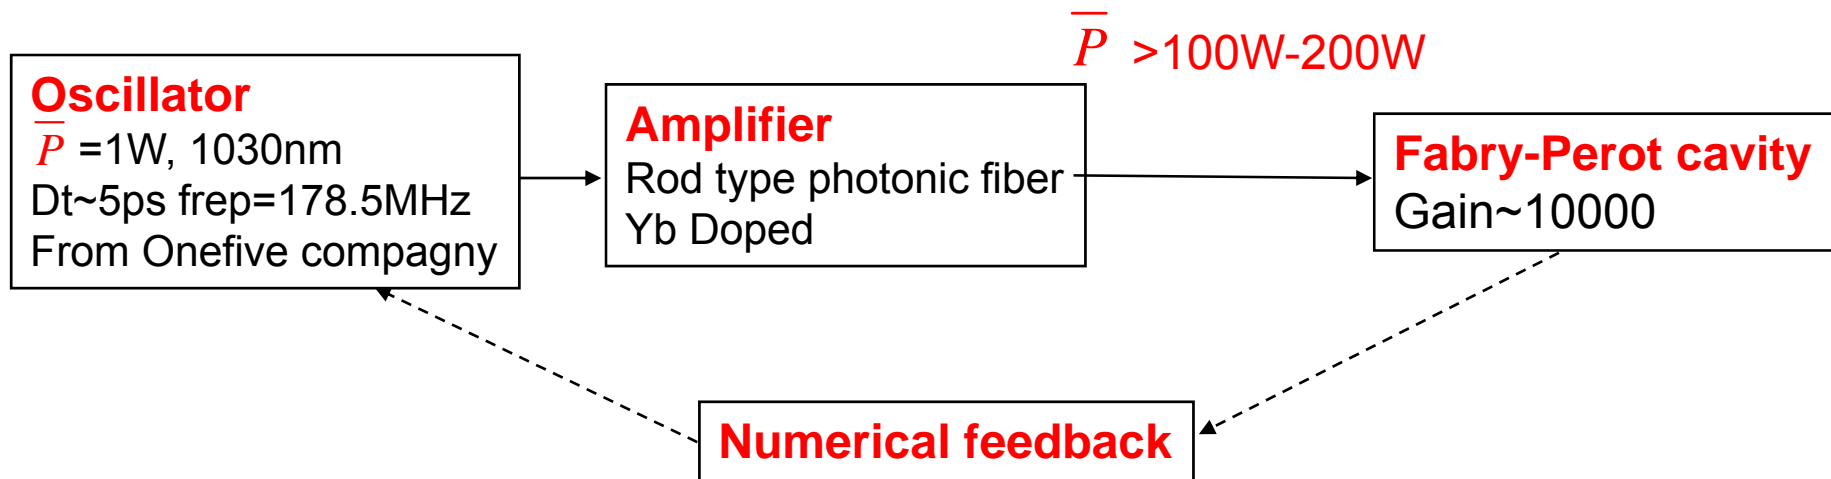 Oscillator
P̅ =1W, 1030nm
Dt~5ps frep=178.5MHz
From Onefive compagny
Amplifier
Rod type photonic fiber
Yb Doped
P̅ >100W-200W
Fabry-Perot cavity
Gain~10000
Numerical feedback